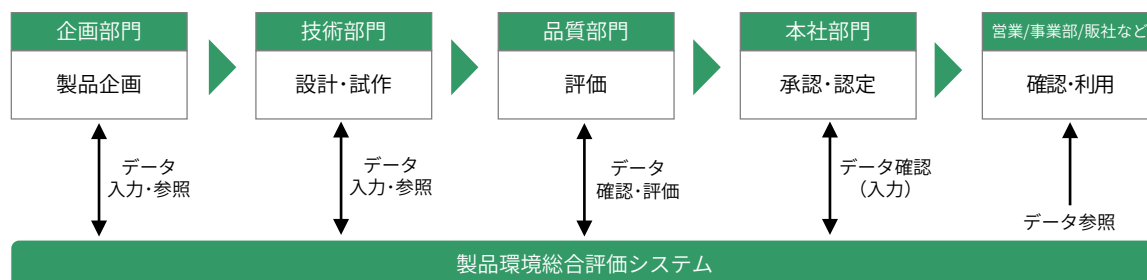 企画部門
製品企画
技術部門
設計・試作
品質部門
評価
本社部門
承認・認定
営業/事業部/販社など
確認・利用
データ
入力・参照
データ
入力・参照
データ
確認・評価
データ確認
（入力）
データ参照
製品環境総合評価システム